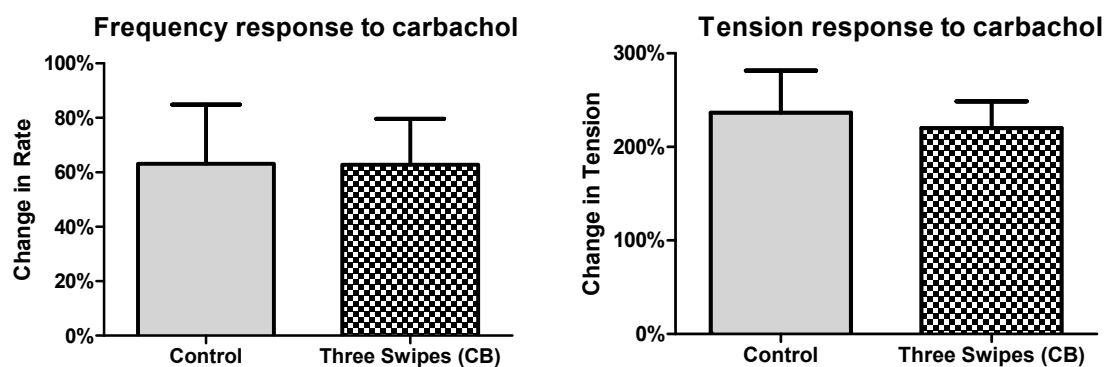 Frequency response to carbachol
Change in Rate
100%
80%
60%
40%
20%
0%
Control
Three Swipes (CB)
Tension response to carbachol
Change in Tension
300%
200%
100%
0%
Control
Three Swipes (CB)